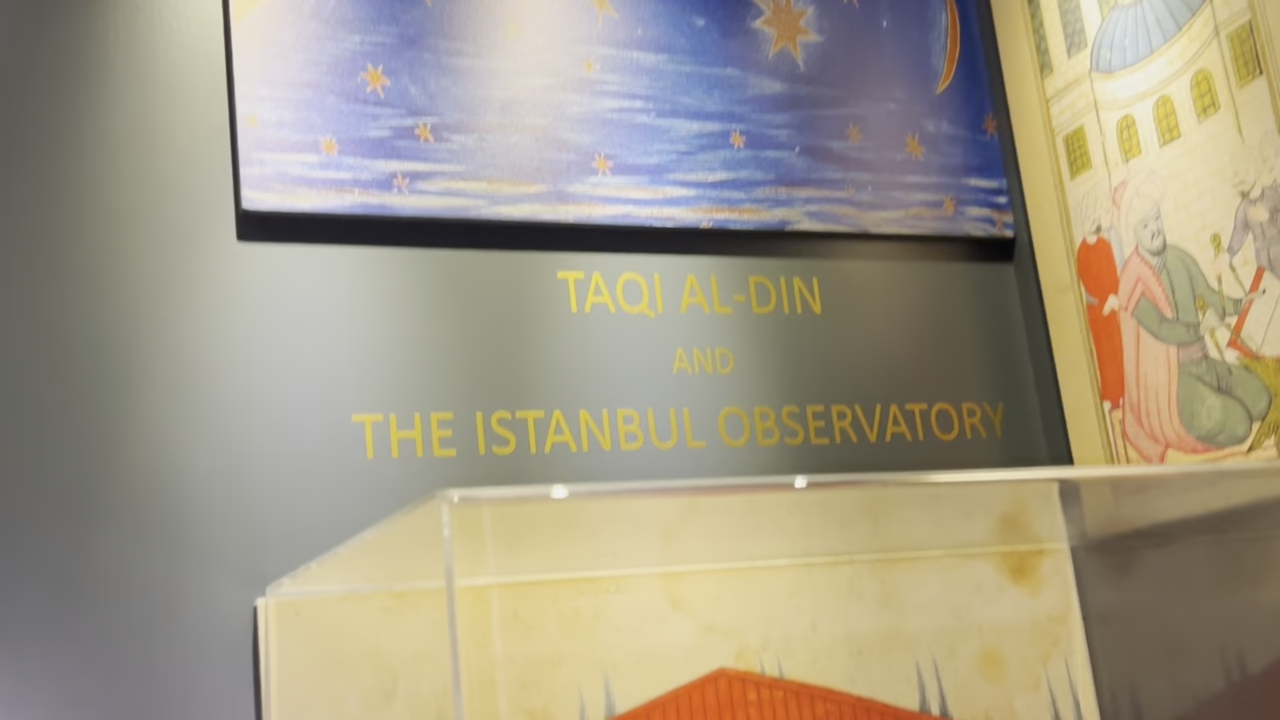 TAQI AL-DIN
AND
THE ISTANBUL OBSERVATORY